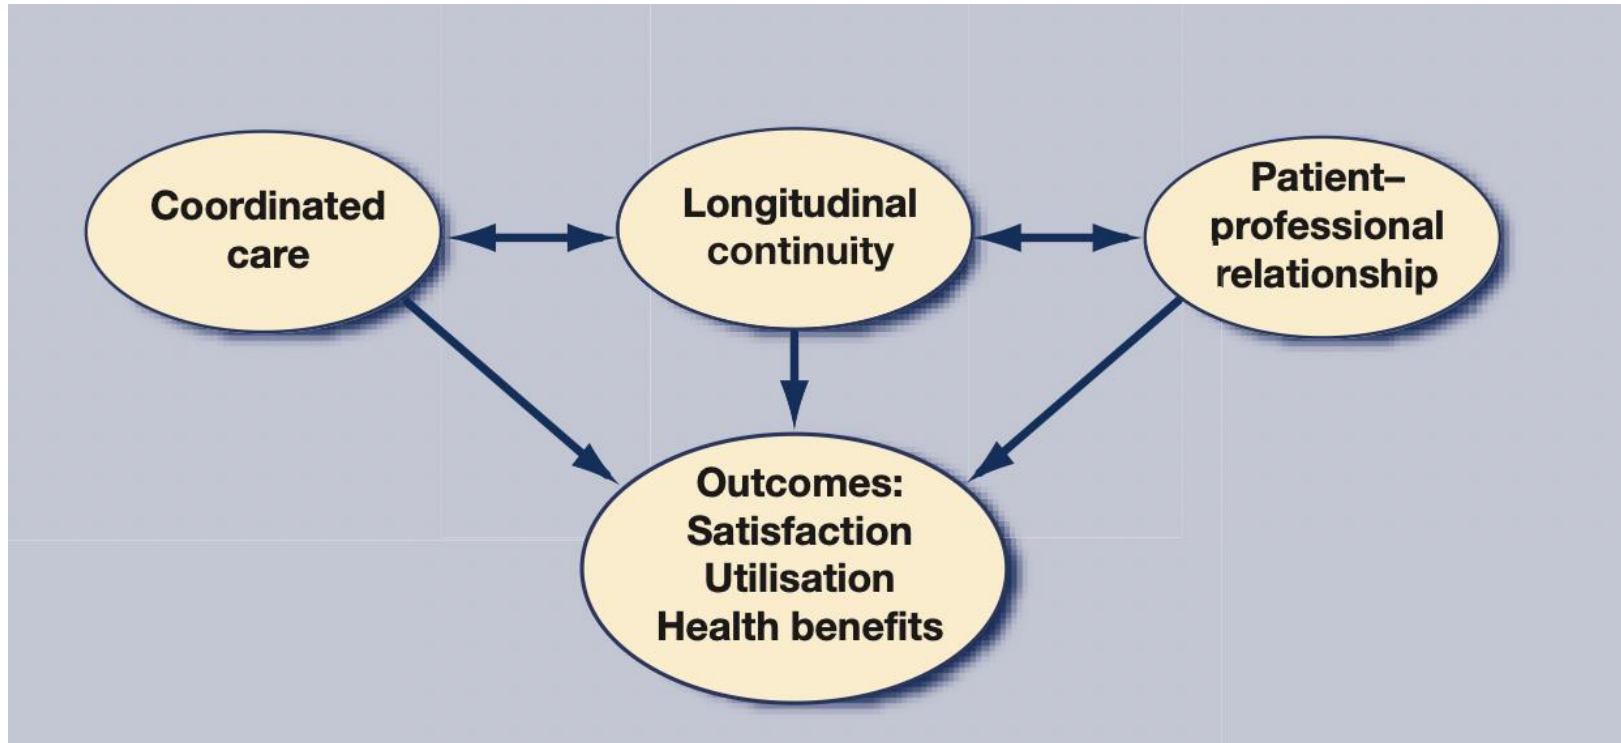 Coordinated
care
Longitudinal
continuity
Patient–
professional
relationship
Outcomes:
Satisfaction
Utilisation
Health benefits